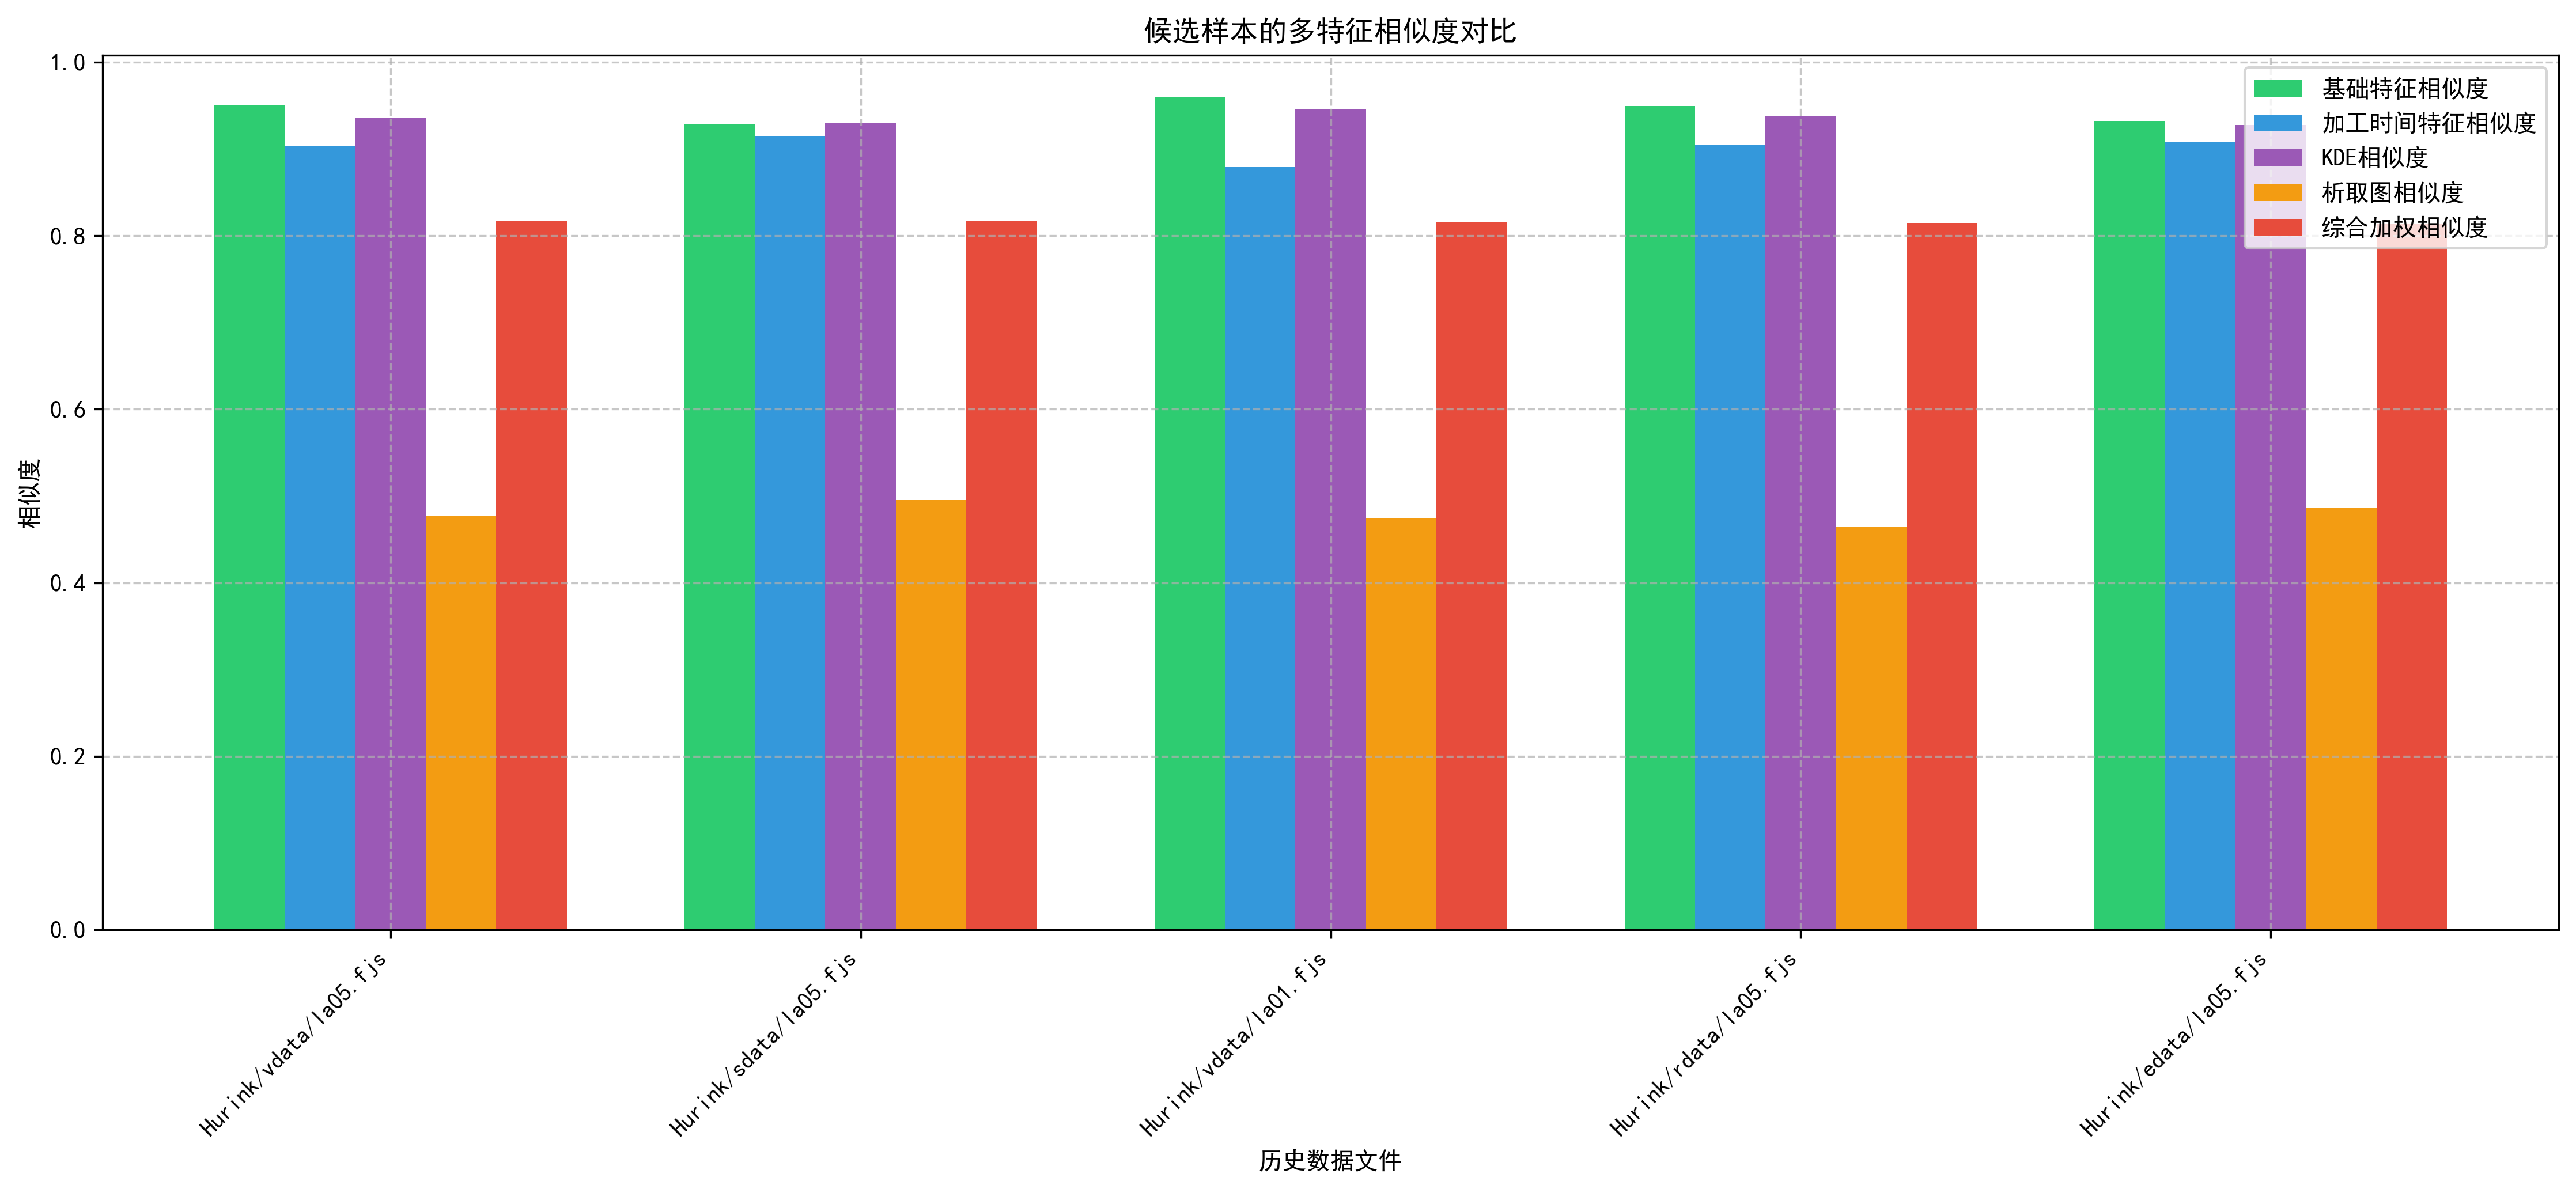 候选样本的多特征相似度对比
1.0
0.8
0.6
0.4
0.2
0.0
相似度
基础特征相似度
加工时间特征相似度
KDE相似度
析取图相似度
综合加权相似度
Hurink/vdata/la05.fjs
Hurink/sdata/la05.fjs
Hurink/vdata/la01.fjs
Hurink/rdata/la05.fjs
Hurink/edata/la05.fjs
历史数据文件